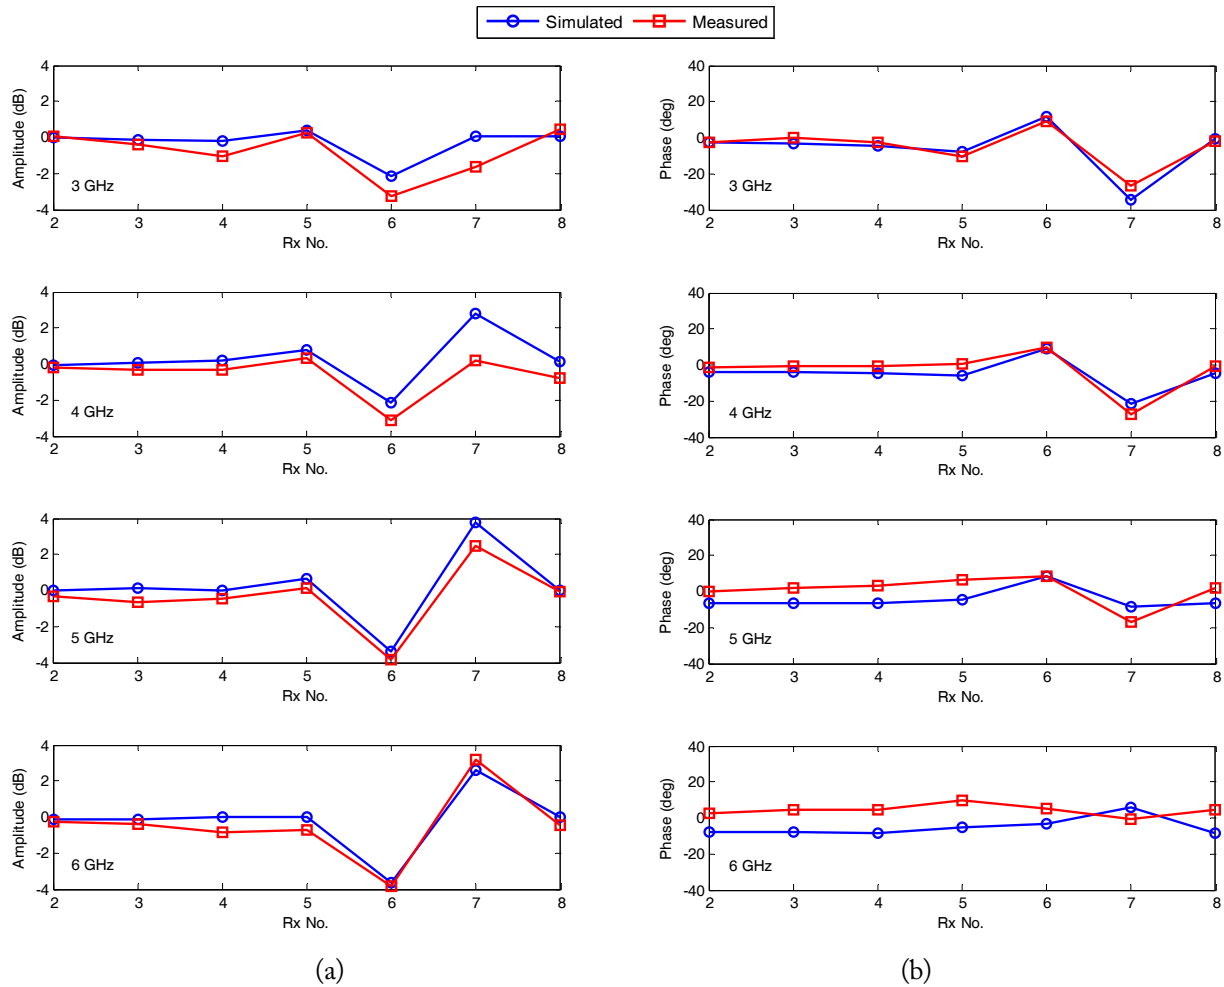 Simulated Measured
4
2
0
-2
-4
Amplitude (dB)
3 GHz
2 3 4 5 6 7 8
Rx No.
40
20
0
-20
-40
Phase (deg)
3 GHz
2 3 4 5 6 7 8
Rx No.
4
2
0
-2
-4
Amplitude (dB)
4 GHz
2 3 4 5 6 7 8
Rx No.
40
20
0
-20
-40
Phase (deg)
4 GHz
2 3 4 5 6 7 8
Rx No.
4
2
0
-2
-4
Amplitude (dB)
5 GHz
2 3 4 5 6 7 8
Rx No.
40
20
0
-20
-40
Phase (deg)
5 GHz
2 3 4 5 6 7 8
Rx No.
4
2
0
-2
-4
Amplitude (dB)
6 GHz
2 3 4 5 6 7 8
Rx No.
40
20
0
-20
-40
Phase (deg)
6 GHz
2 3 4 5 6 7 8
Rx No.
(a)
(b)